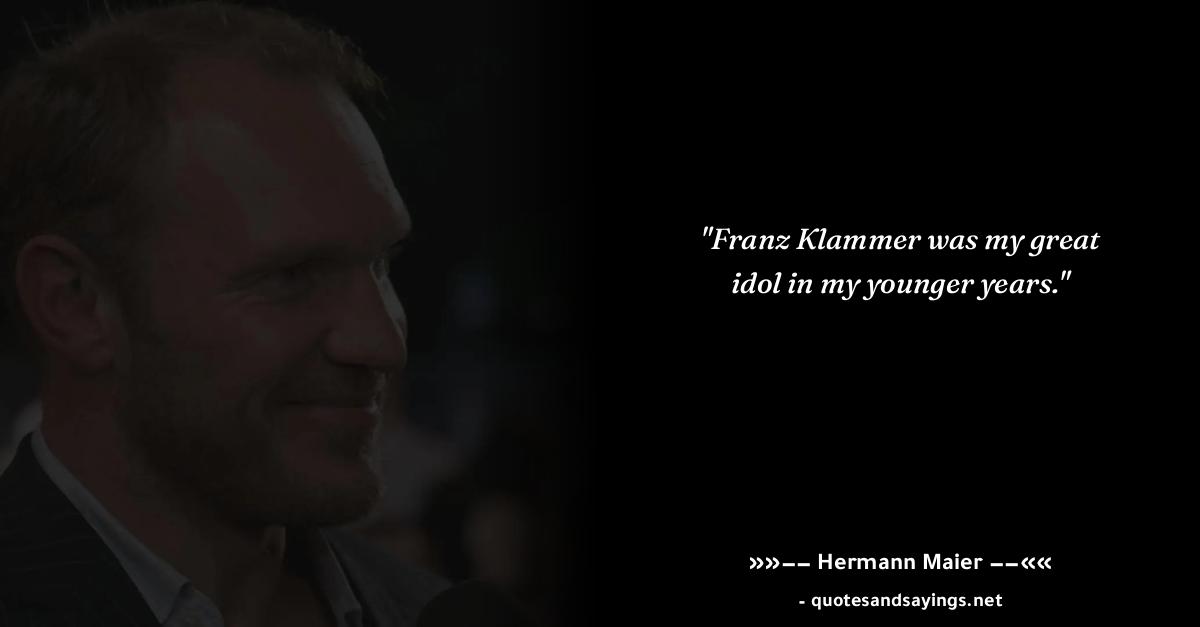 "Franz Klammer was my great
idol in my younger years."
»»−− Hermann Maier −−««
- quotesandsayings.net